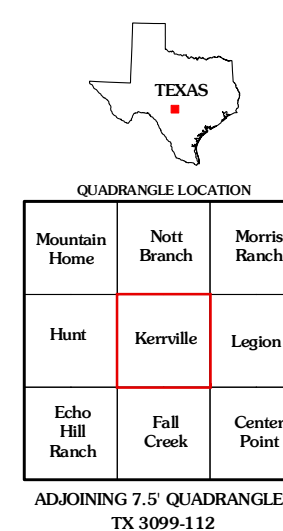 TEXAS
QUADRANGLE LOCATION
Mountain Home
Nott Branch
Morris Ranch
Hunt
Kerrville
Legion
Echo Hill Ranch
Fall Creek
Center Point
ADJOINING 7.5' QUADRANGLE
TX 3099-112